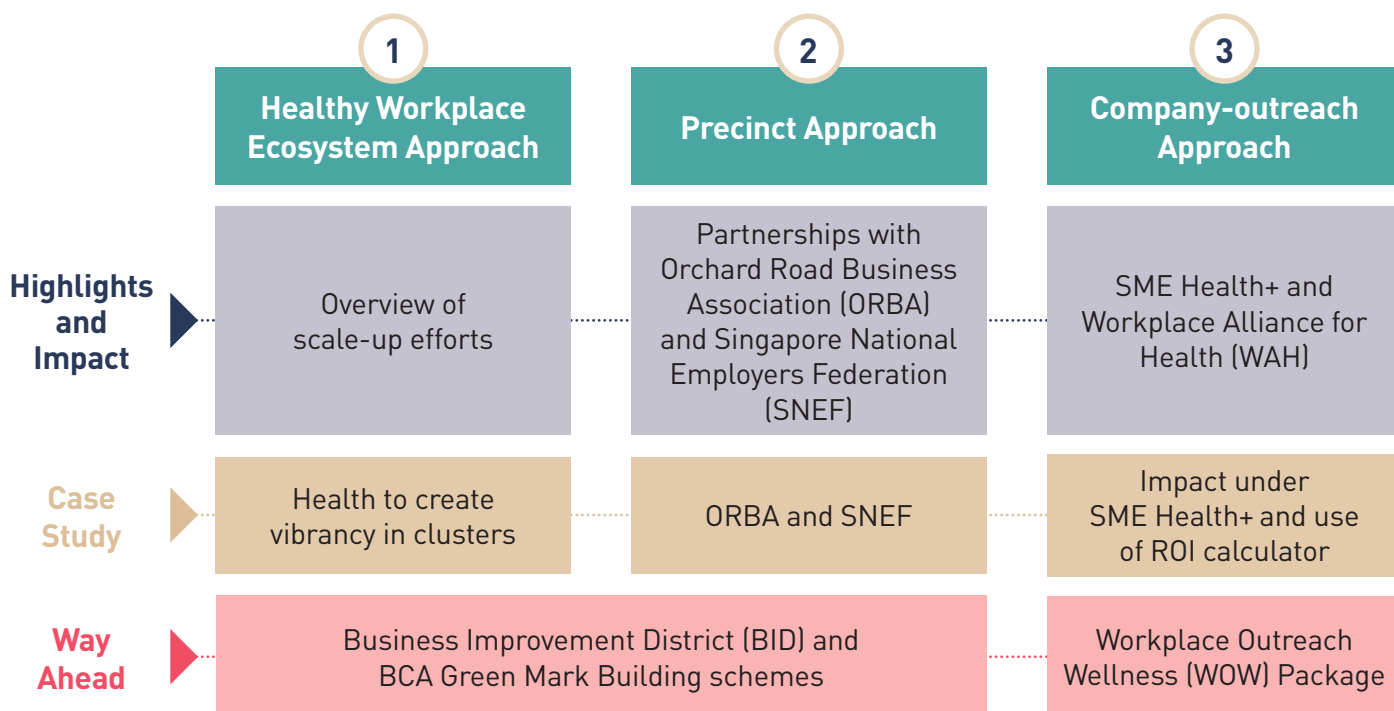 1
Healthy Workplace
Ecosystem Approach
2
Precinct Approach
3
Company-outreach
Approach
Highlights
and
Impact
Overview of
scale-up efforts
Partnerships with
Orchard Road Business
Association (ORBA)
and Singapore National
Employers Federation
(SNEF)
SME Health+ and
Workplace Alliance for
Health (WAH)
Case
Study
Health to create
vibrancy in clusters
ORBA and SNEF
Impact under
SME Health+ and use
of ROI calculator
Way
Ahead
Business Improvement District (BID) and
BCA Green Mark Building schemes
Workplace Outreach
Wellness (WOW) Package